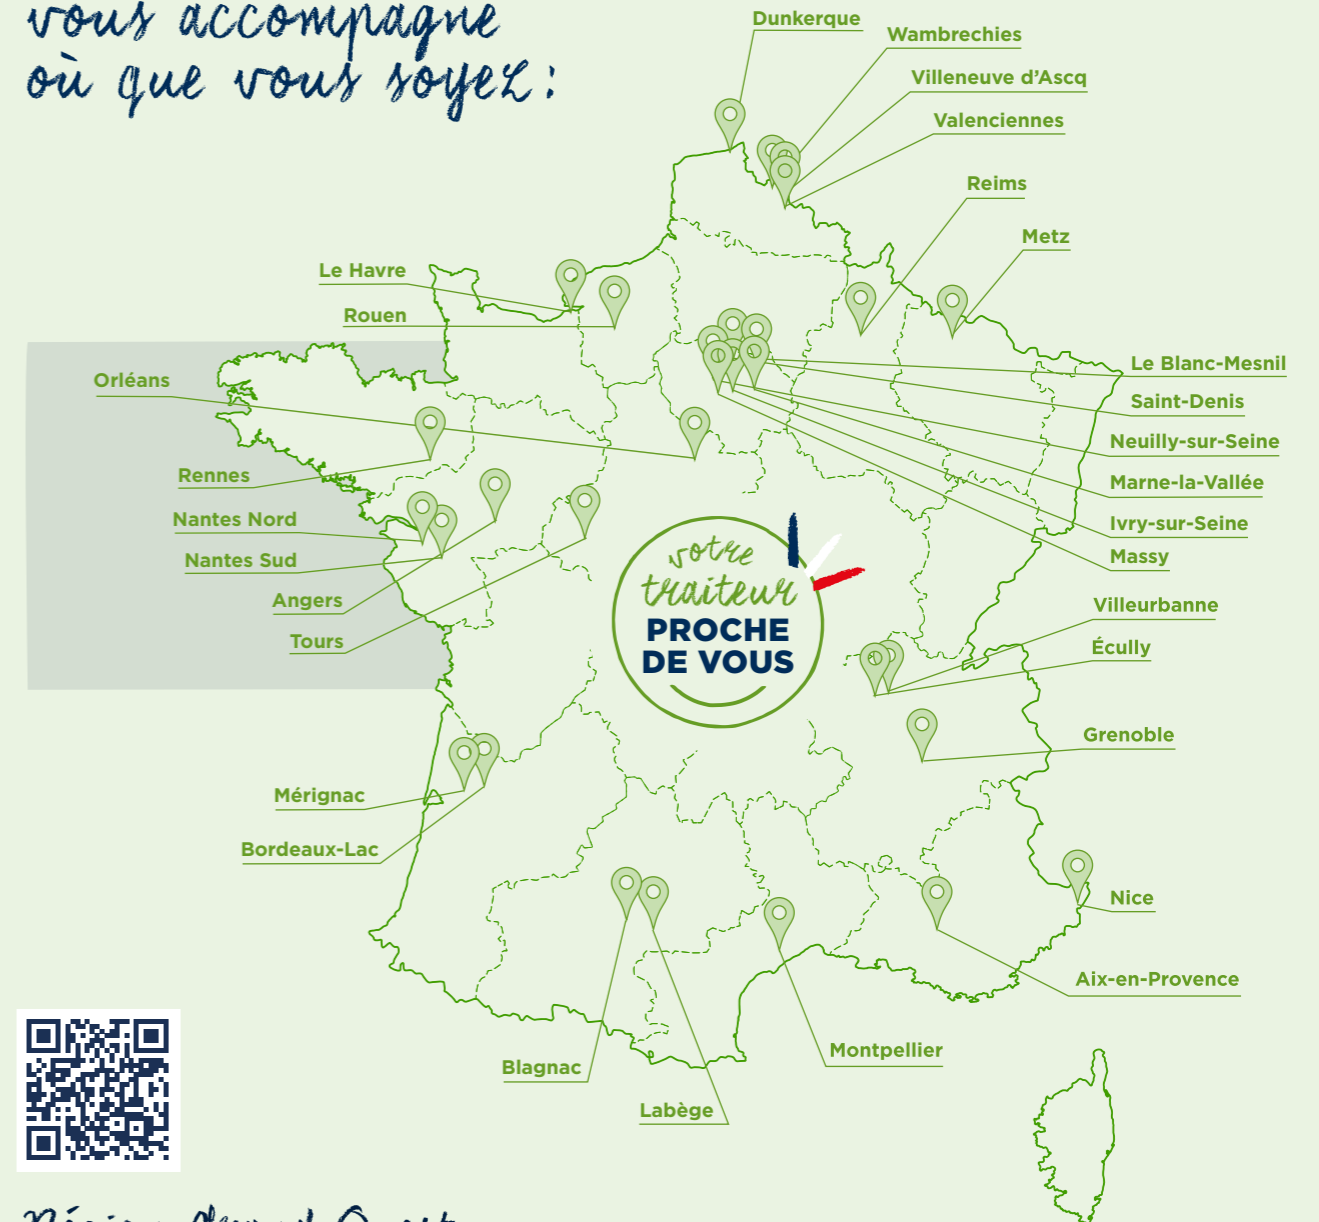 vous accompagne
où que vous soyez :
Dunkerque
Wambrechies
Villeneuve d'Ascq
Valenciennes
Reims
Metz
Le Havre
Rouen
Orléans
Le Blanc-Mesnil
Saint-Denis
Neuilly-sur-Seine
Marne-la-Vallée
Ivry-sur-Seine
Massy
Rennes
Nantes Nord
Nantes Sud
Angers
Tours
votre
traiteur
PROCHE
DE VOUS
Villeurbanne
Écully
Grenoble
Mérignac
Bordeaux-Lac
Nice
Aix-en-Provence
Montpellier
Blagnac
Labège